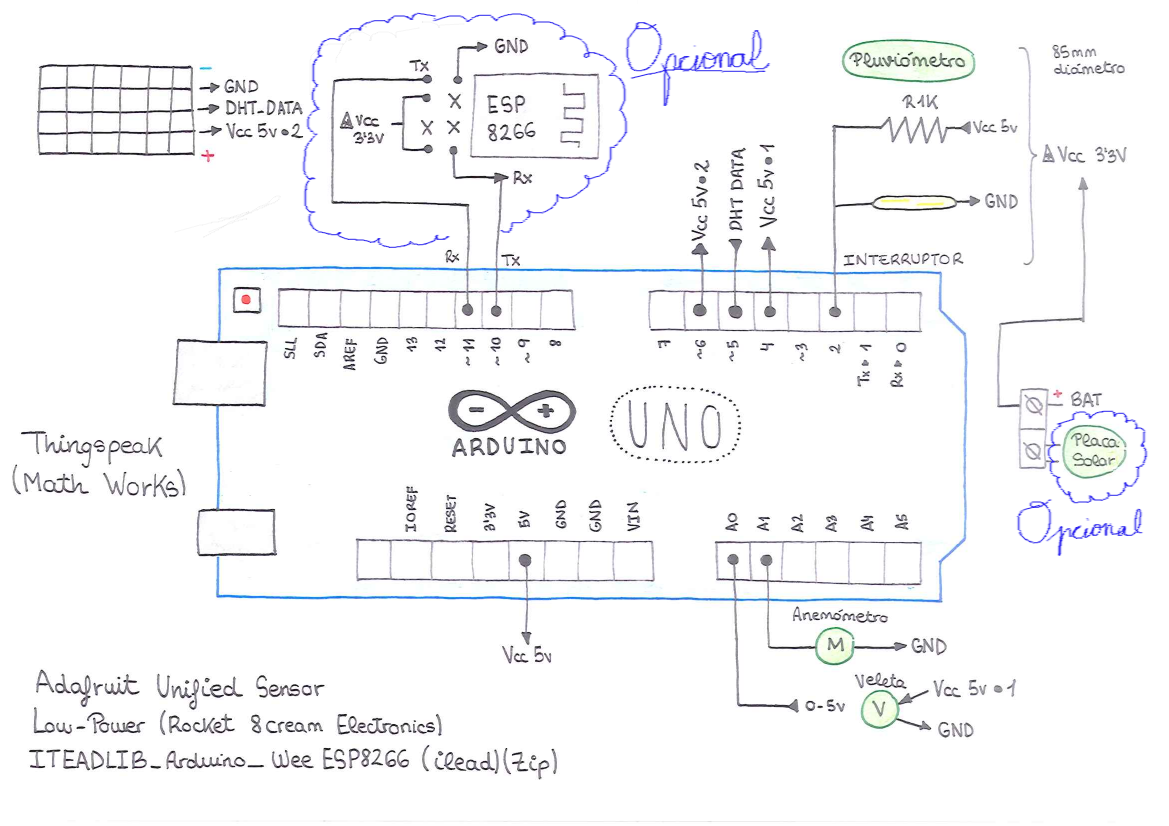 Opcional
GND
Tx
ESP
8266
Vcc
3'3V
Rx
-
GND
DHT-DATA
Vcc 5v•2
+
Pluviómetro
85mm
diámetro
R1K
Vcc 5v
Vcc 3'3V
GND
INTERRUPTOR
Rx
Tx
Vcc 5v•2
DHT DATA
Vcc 5v•1
SLL
SDA
AREF
GND
13
12
~11
~10
~9
8
7
~6
~5
4
~3
2
Tx▸1
Rx▸0
- +
ARDUINO
UNO
+ BAT
Placa
Solar
Opcional
Thingspeak
(Math Works)
IOREF
RESET
3'3V
5V
GND
GND
VIN
A0
A1
A2
A3
A4
A5
Vcc 5v
Anemómetro
M
GND
Veleta
0-5v
V
Vcc 5v•1
GND
Adafruit Unified Sensor
Low-Power (Rocket 8cream Electronics)
ITEADLIB_Arduino_Wee ESP8266 (ilead)(Zip)